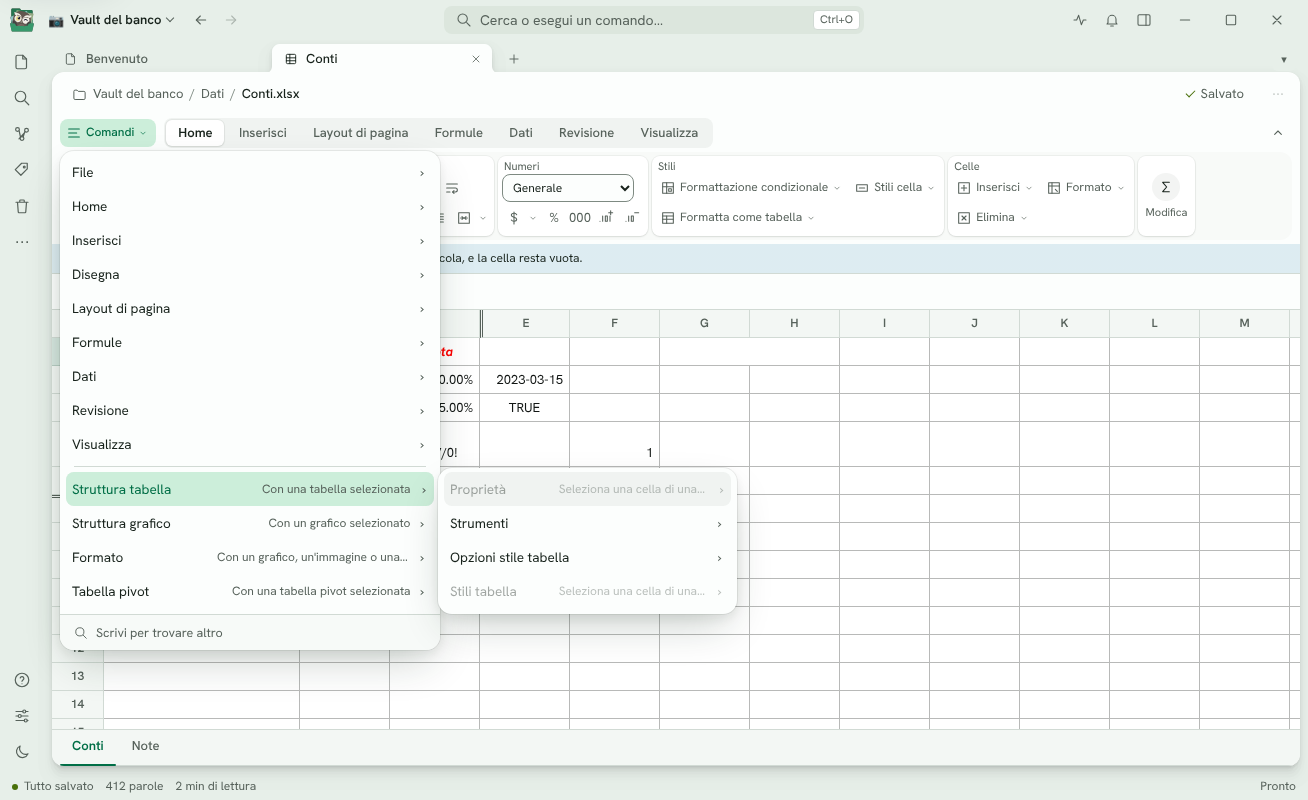 Vault del banco
Cerca o esegui un comando...
Ctrl+O
Benvenuto
Conti
Vault del banco / Dati / Conti.xlsx
Salvato
Comandi
Home
Inserisci
Layout di pagina
Formule
Dati
Revisione
Visualizza
File
Home
Inserisci
Disegna
Layout di pagina
Formule
Dati
Revisione
Visualizza
Struttura tabella
Con una tabella selezionata
Struttura grafico
Con un grafico selezionato
Formato
Con un grafico, un'immagine o una...
Tabella pivot
Con una tabella pivot selezionata
Scrivi per trovare altro
Proprietà
Seleziona una cella di una...
Strumenti
Opzioni stile tabella
Stili tabella
Seleziona una cella di una...
Numeri
Generale
$ % 000
Stili
Formattazione condizionale
Stili cella
Formatta come tabella
Celle
Inserisci
Formato
Elimina
Σ
Modifica
cola, e la cella resta vuota.
E F G H I J K L M
ta
0.00% 2023-03-15
5.00% TRUE
/0! 1
13
14
Conti
Note
Tutto salvato
412 parole
2 min di lettura
Pronto